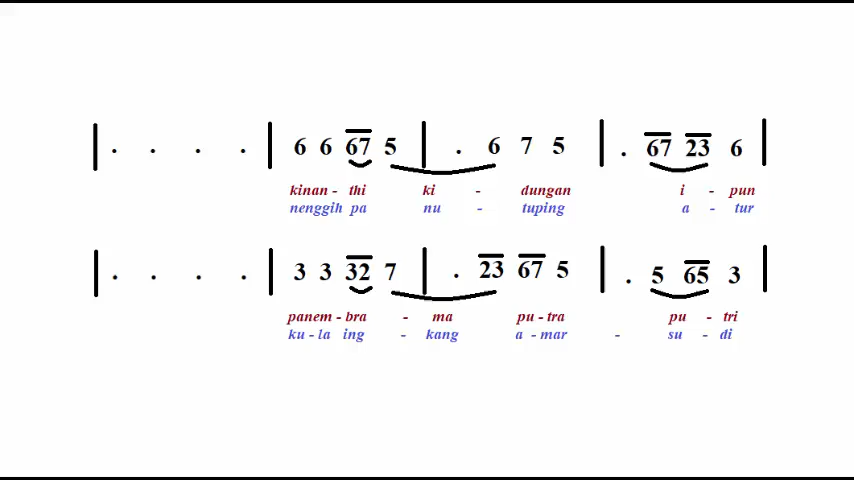 | . . . . | 6 6 67 5 | . 6 7 5 | . 67 23 6 |
kinan - thi ki - dungan i - pun
nenggih pa nu - tuping a - tur
| . . . . | 3 3 32 7 | . 23 67 5 | . 5 65 3 |
panem - bra - ma pu - tra pu - tri
ku - la ing - kang a - mar - su - di